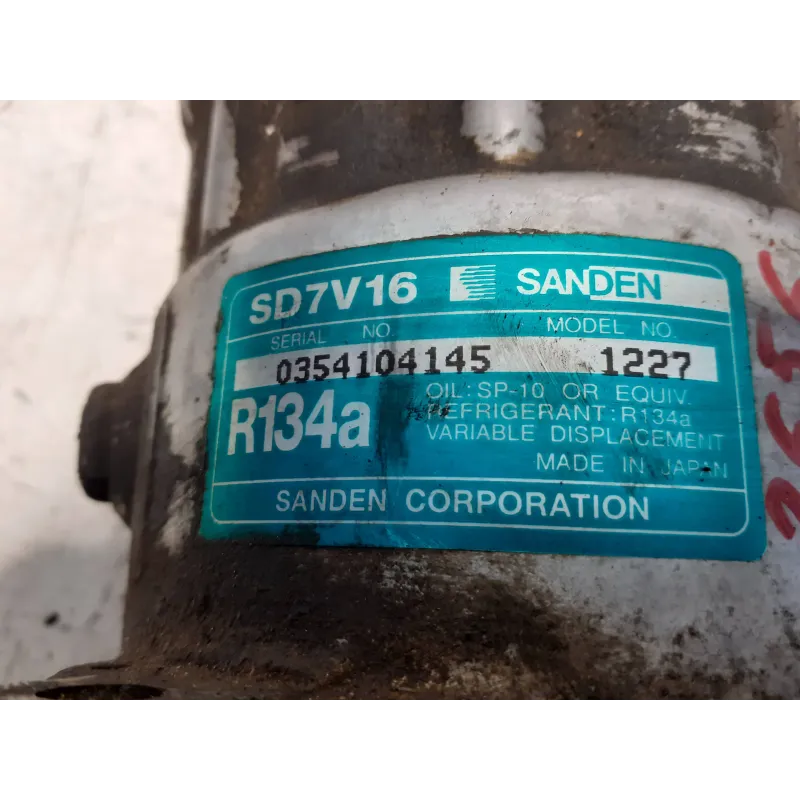 SD7V16 SANDEN
SERIAL NO. MODEL NO.
0354104145 1227
R134a
OIL: SP-10 OR EQUIV.
REFRIGERANT: R134a
VARIABLE DISPLACEMENT
MADE IN JAPAN
SANDEN CORPORATION